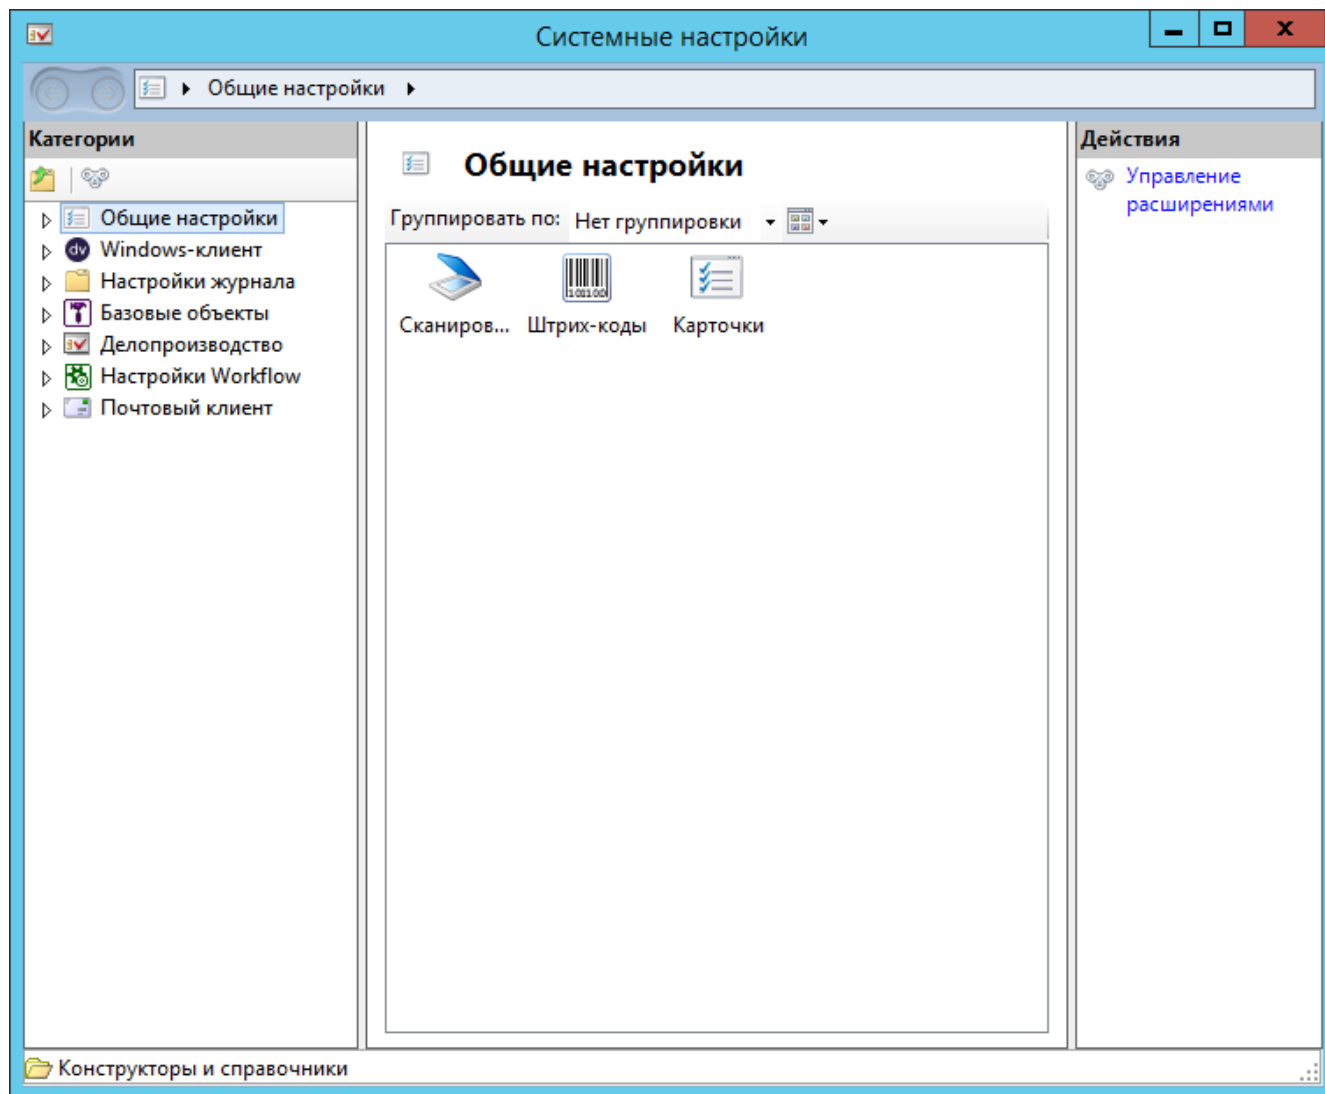 Системные настройки
Общие настройки
Категории
Общие настройки
Windows-клиент
Настройки журнала
Базовые объекты
Делопроизводство
Настройки Workflow
Почтовый клиент
Общие настройки
Группировать по: Нет группировки
Сканиров... Штрих-коды Карточки
Действия
Управление
расширениями
Конструкторы и справочники